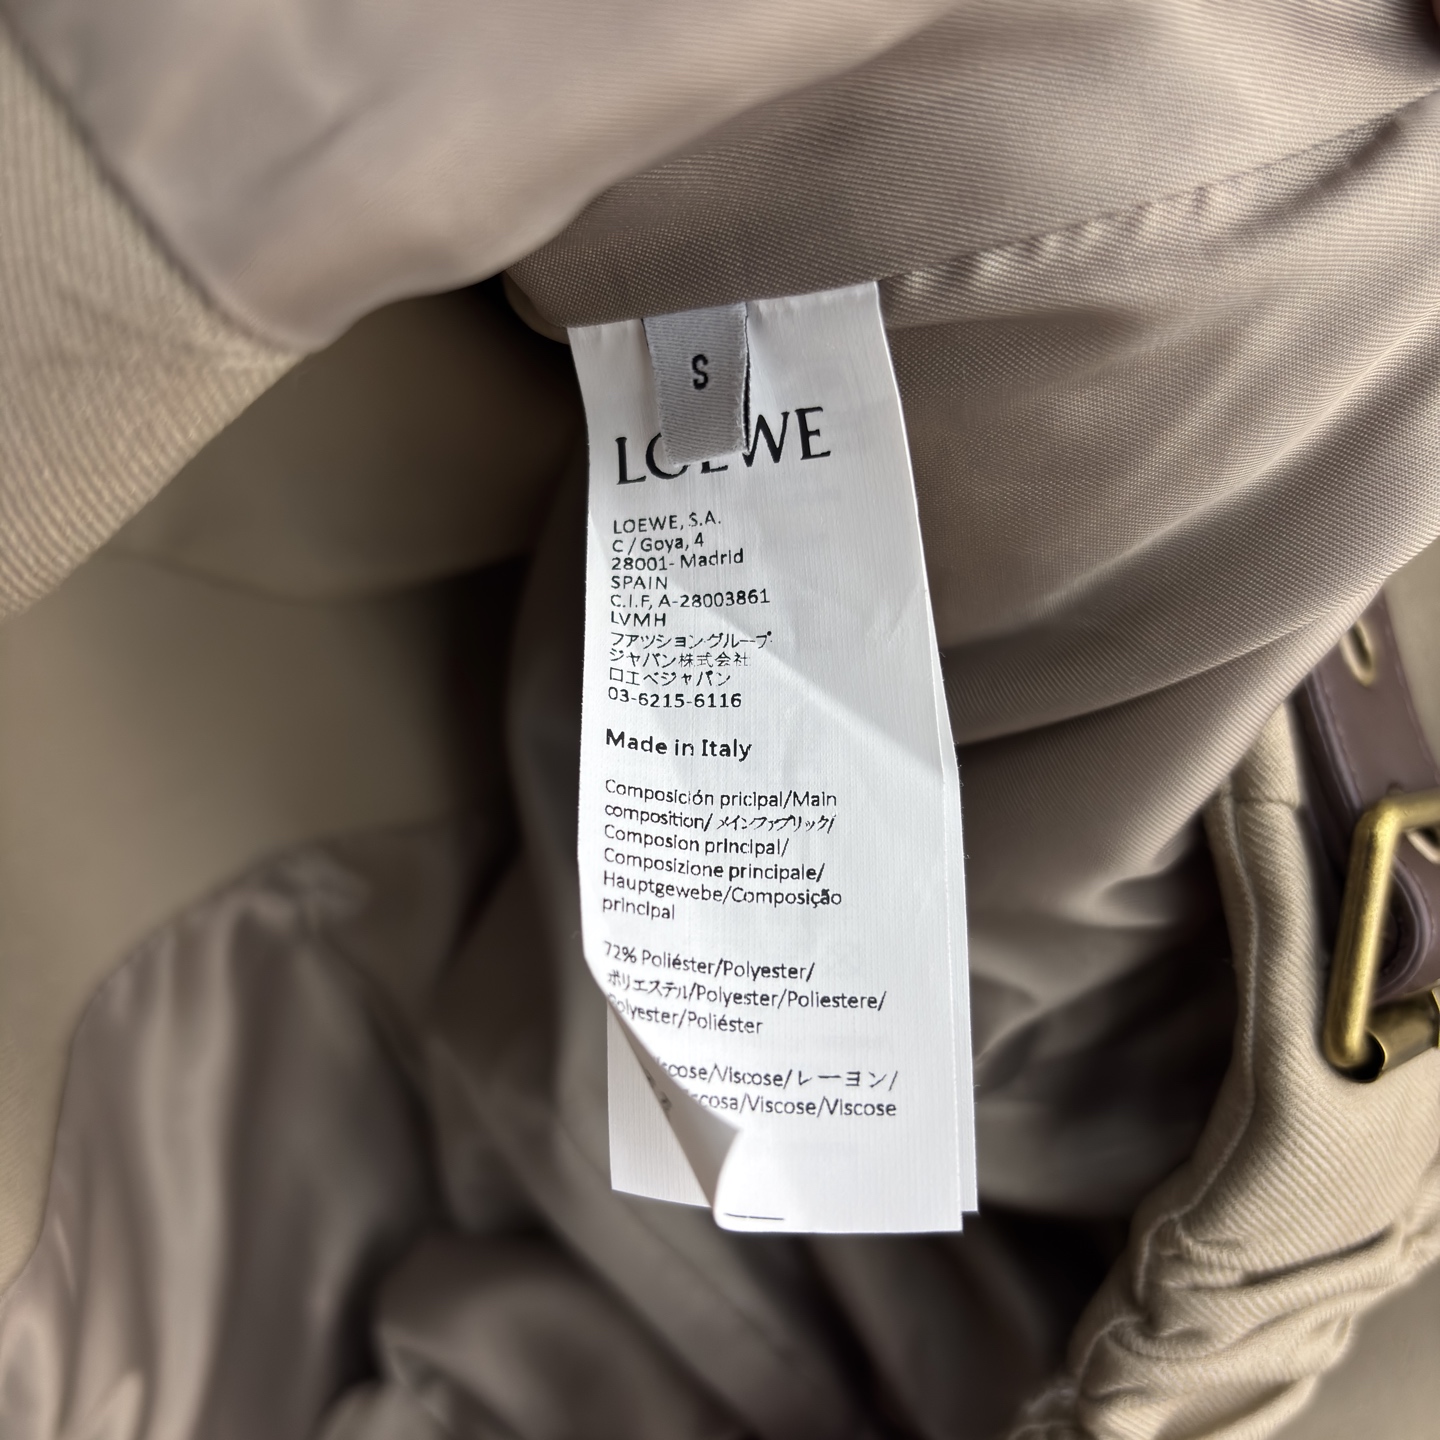 S
LOEWE
LOEWE, S.A.
C / Goya, 4
28001- Madrid
SPAIN
C.I.F, A-28003861
LVMH
フアツション・グループ・
ジャパン株式会社
ロエベジャパン
03-6215-6116
Made in Italy
Composición pricipal/Main
composition/ メインファブリック/
Composion principal/
Composizione principale/
Hauptgewebe/Composição
principal
72% Poliéster/Polyester/
ポリエステル/Polyester/Poliestere/
Polyester/Poliéster
/Viscose/レーヨン/
/Viscose/Viscose